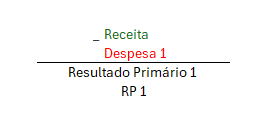 _ Receita
Despesa 1
Resultado Primário 1
RP 1